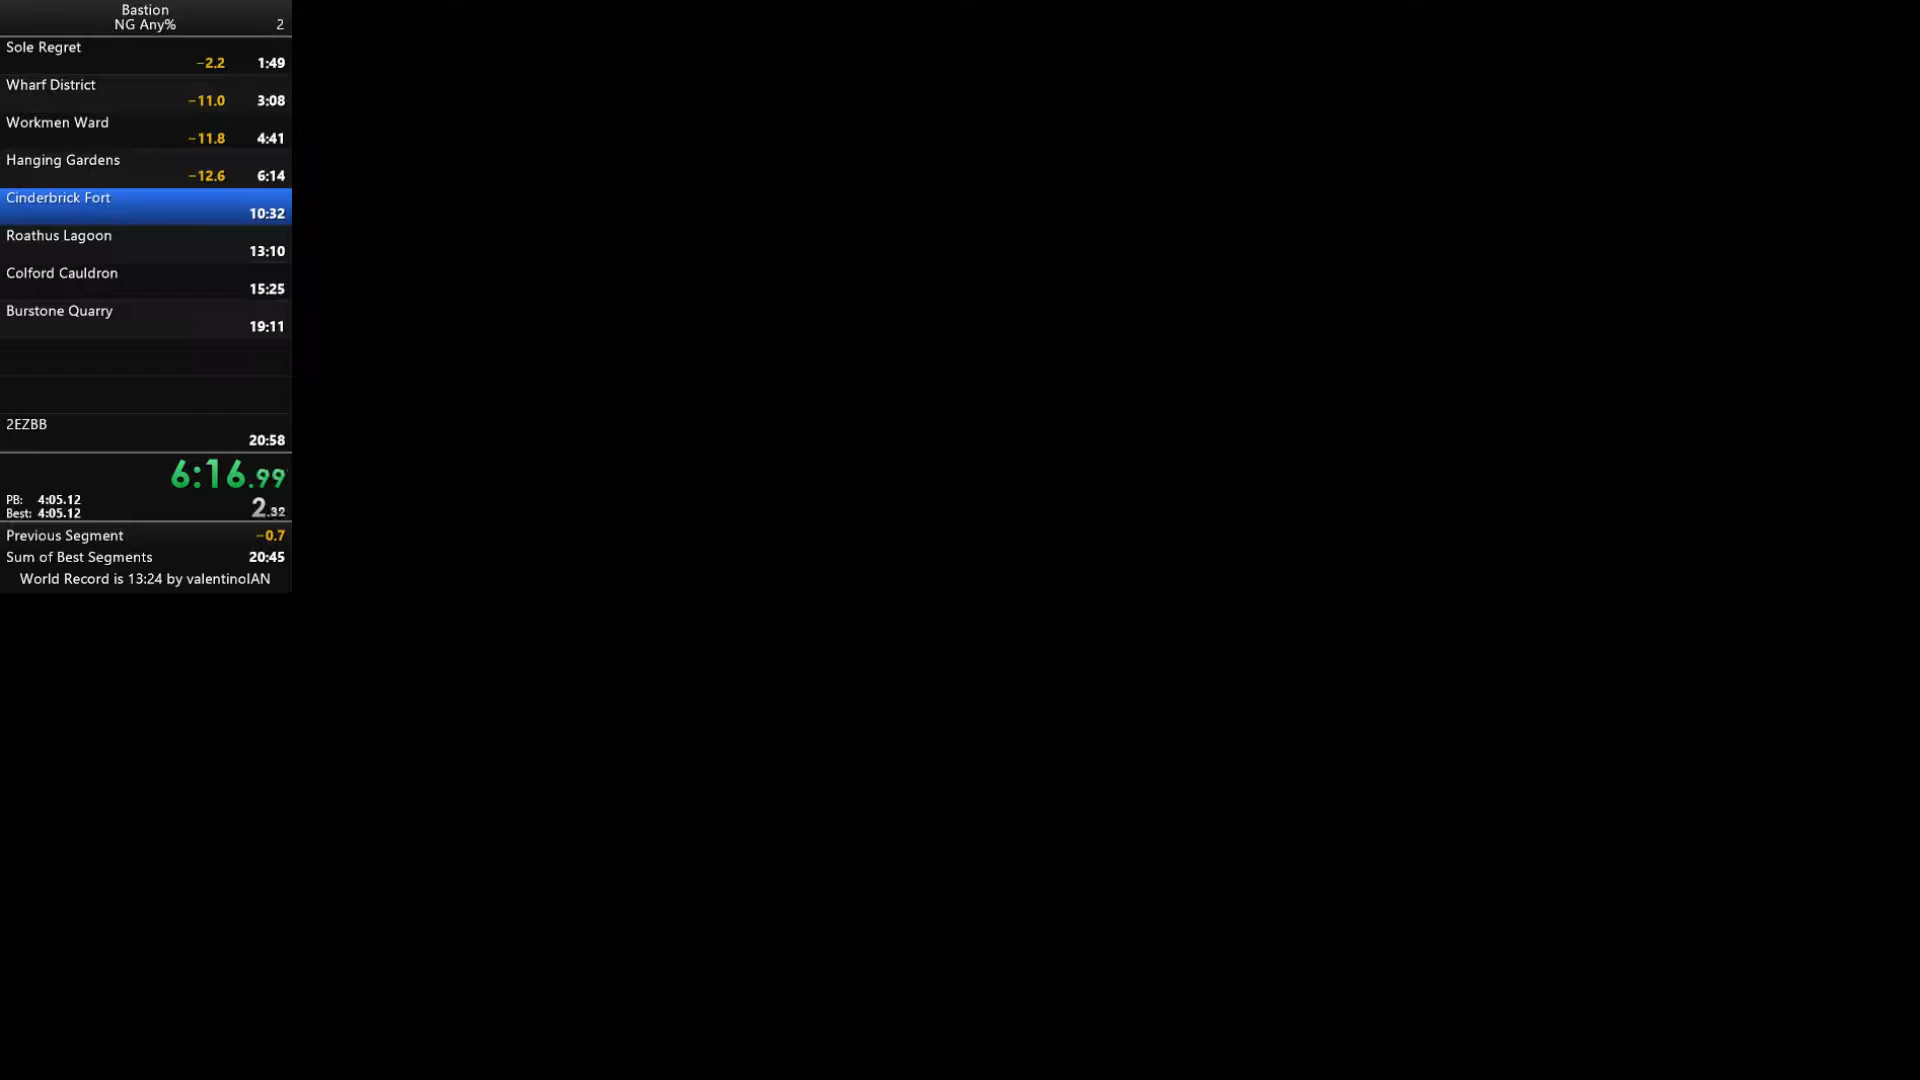 Bastion
NG Any% 2
Sole Regret
−2.2 1:49
Wharf District
−11.0 3:08
Workmen Ward
−11.8 4:41
Hanging Gardens
−12.6 6:14
Cinderbrick Fort
10:32
Roathus Lagoon
13:10
Colford Cauldron
15:25
Burstone Quarry
19:11
2EZBB
20:58
6:16.99
PB: 4:05.12
Best: 4:05.12
2.32
Previous Segment −0.7
Sum of Best Segments 20:45
World Record is 13:24 by valentinoIAN